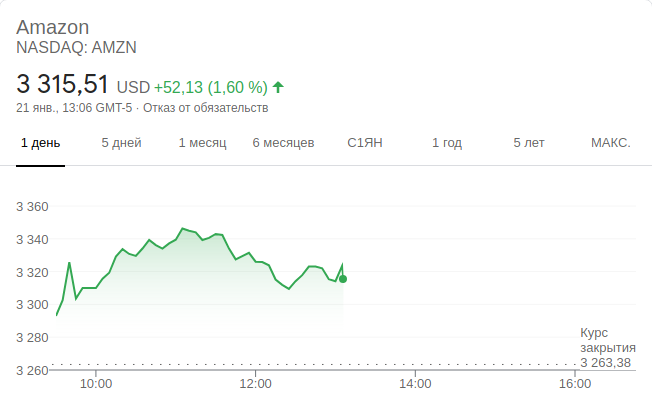 Amazon
NASDAQ: AMZN
3 315,51 USD +52,13 (1,60 %)
21 янв., 13:06 GMT-5 · Отказ от обязательств
1 день 5 дней 1 месяц 6 месяцев С1ЯН 1 год 5 лет МАКС.
3 360
3 340
3 320
3 300
3 280
Курс
закрытия
3 263,38
3 260
10:00 12:00 14:00 16:00